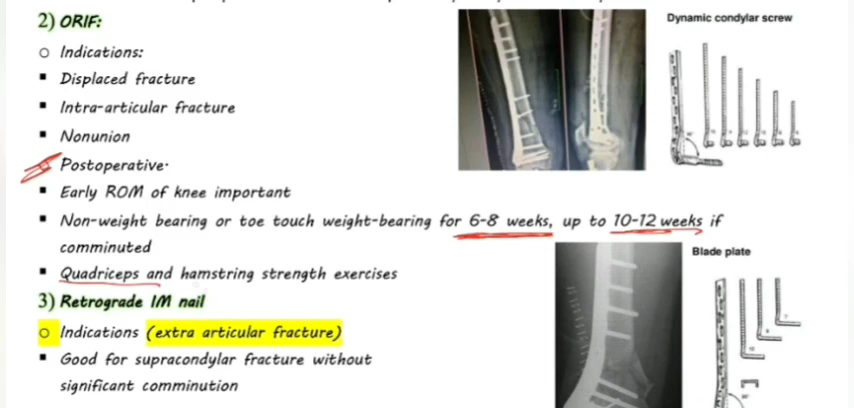 2) ORIF:
Dynamic condylar screw
○ Indications:
▪ Displaced fracture
▪ Intra-articular fracture
▪ Nonunion
Postoperative:
▪ Early ROM of knee important
▪ Non-weight bearing or toe touch weight-bearing for 6-8 weeks, up to 10-12 weeks if
comminuted
Blade plate
▪ Quadriceps and hamstring strength exercises
3) Retrograde IM nail
○ Indications (extra articular fracture)
▪ Good for supracondylar fracture without
significant comminution